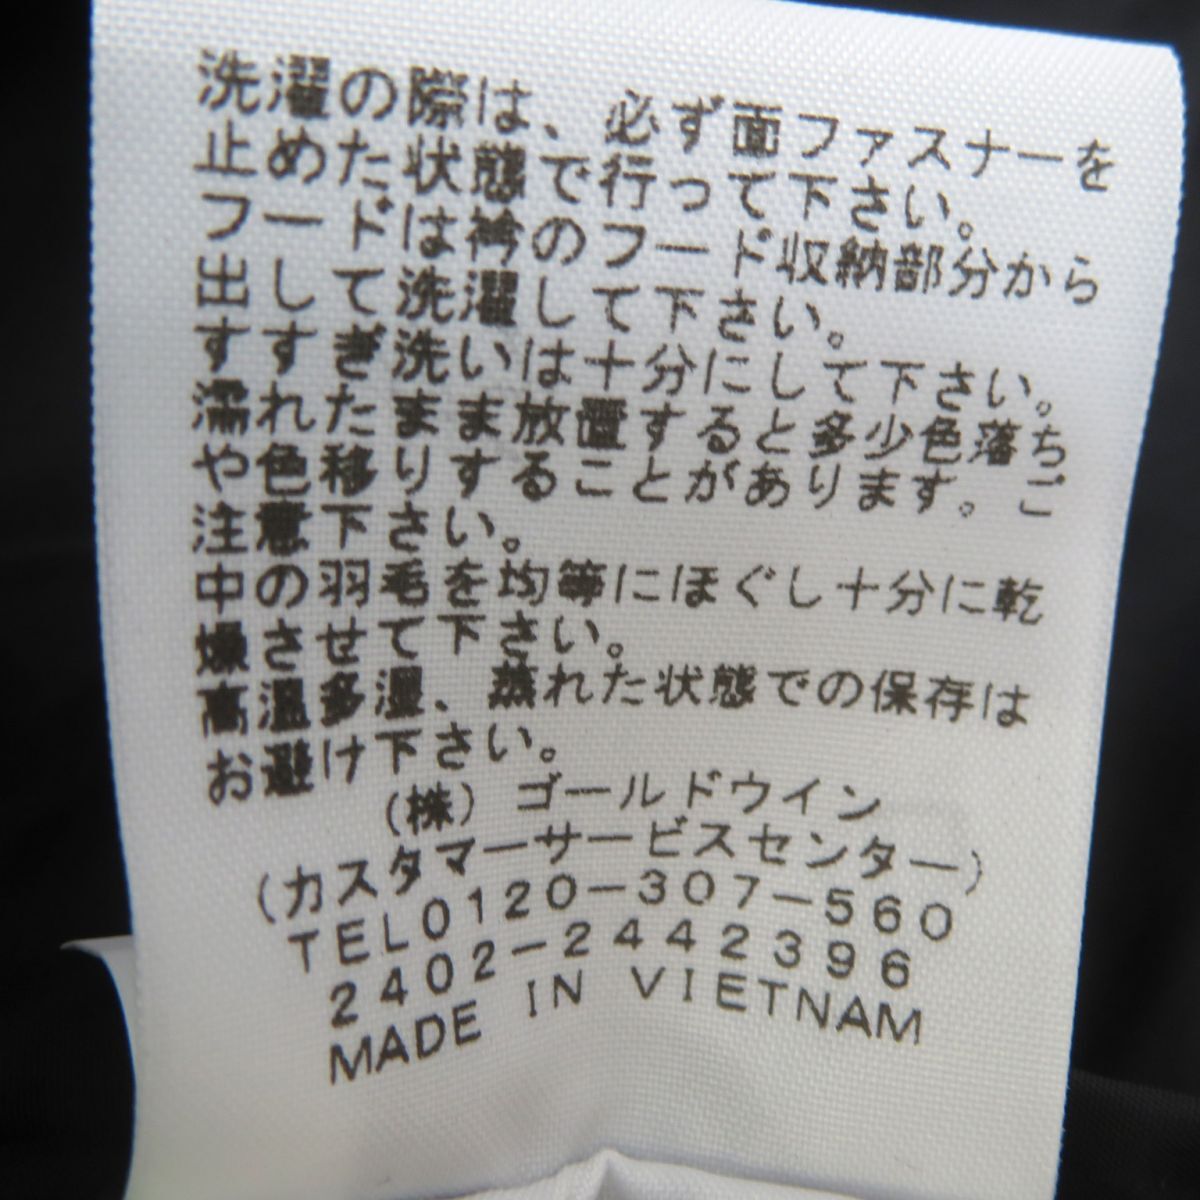 洗濯の際は、必ず面ファスナーを
止めた状態で行って下さい。
フードは衿のフード収納部分から
出して洗濯して下さい。
すすぎ洗いは十分にして下さい。
濡れたまま放置すると多少色落ち
や色移りすることがあります。ご
注意下さい。
中の羽毛を均等にほぐし十分に乾
燥させて下さい。
高温多湿、蒸れた状態での保存は
お避け下さい。
(株)ゴールドウイン
(カスタマーサービスセンター)
TEL0120-307-560
2402-2442396
MADE IN VIETNAM